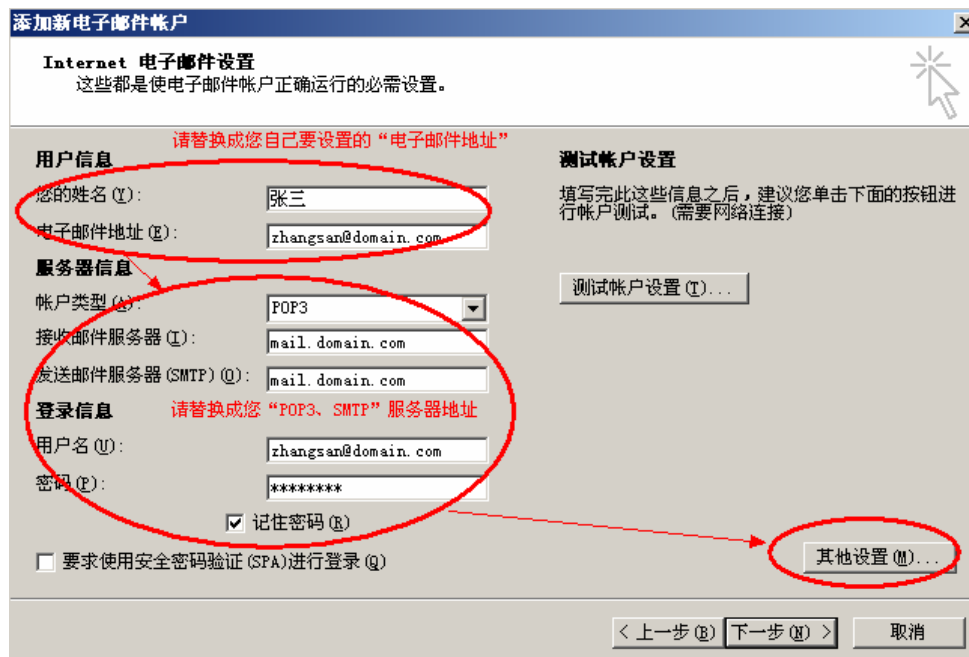 添加新电子邮件帐户
Internet 电子邮件设置
这些都是使电子邮件帐户正确运行的必需设置。
请替换成您自己要设置的“电子邮件地址”
用户信息
您的姓名(Y):
张三
电子邮件地址(E):
zhangsan@domain.com
服务器信息
帐户类型(A):
POP3
接收邮件服务器(I):
mail.domain.com
发送邮件服务器(SMTP)(O):
mail.domain.com
登录信息
请替换成您“POP3、SMTP”服务器地址
用户名(U):
zhangsan@domain.com
密码(P):
********
记住密码(R)
要求使用安全密码验证(SPA)进行登录(Q)
测试帐户设置
填写完此这些信息之后，建议您单击下面的按钮进
行帐户测试。(需要网络连接)
测试帐户设置(T)...
其他设置(M)...
< 上一步(B)
下一步(N) >
取消